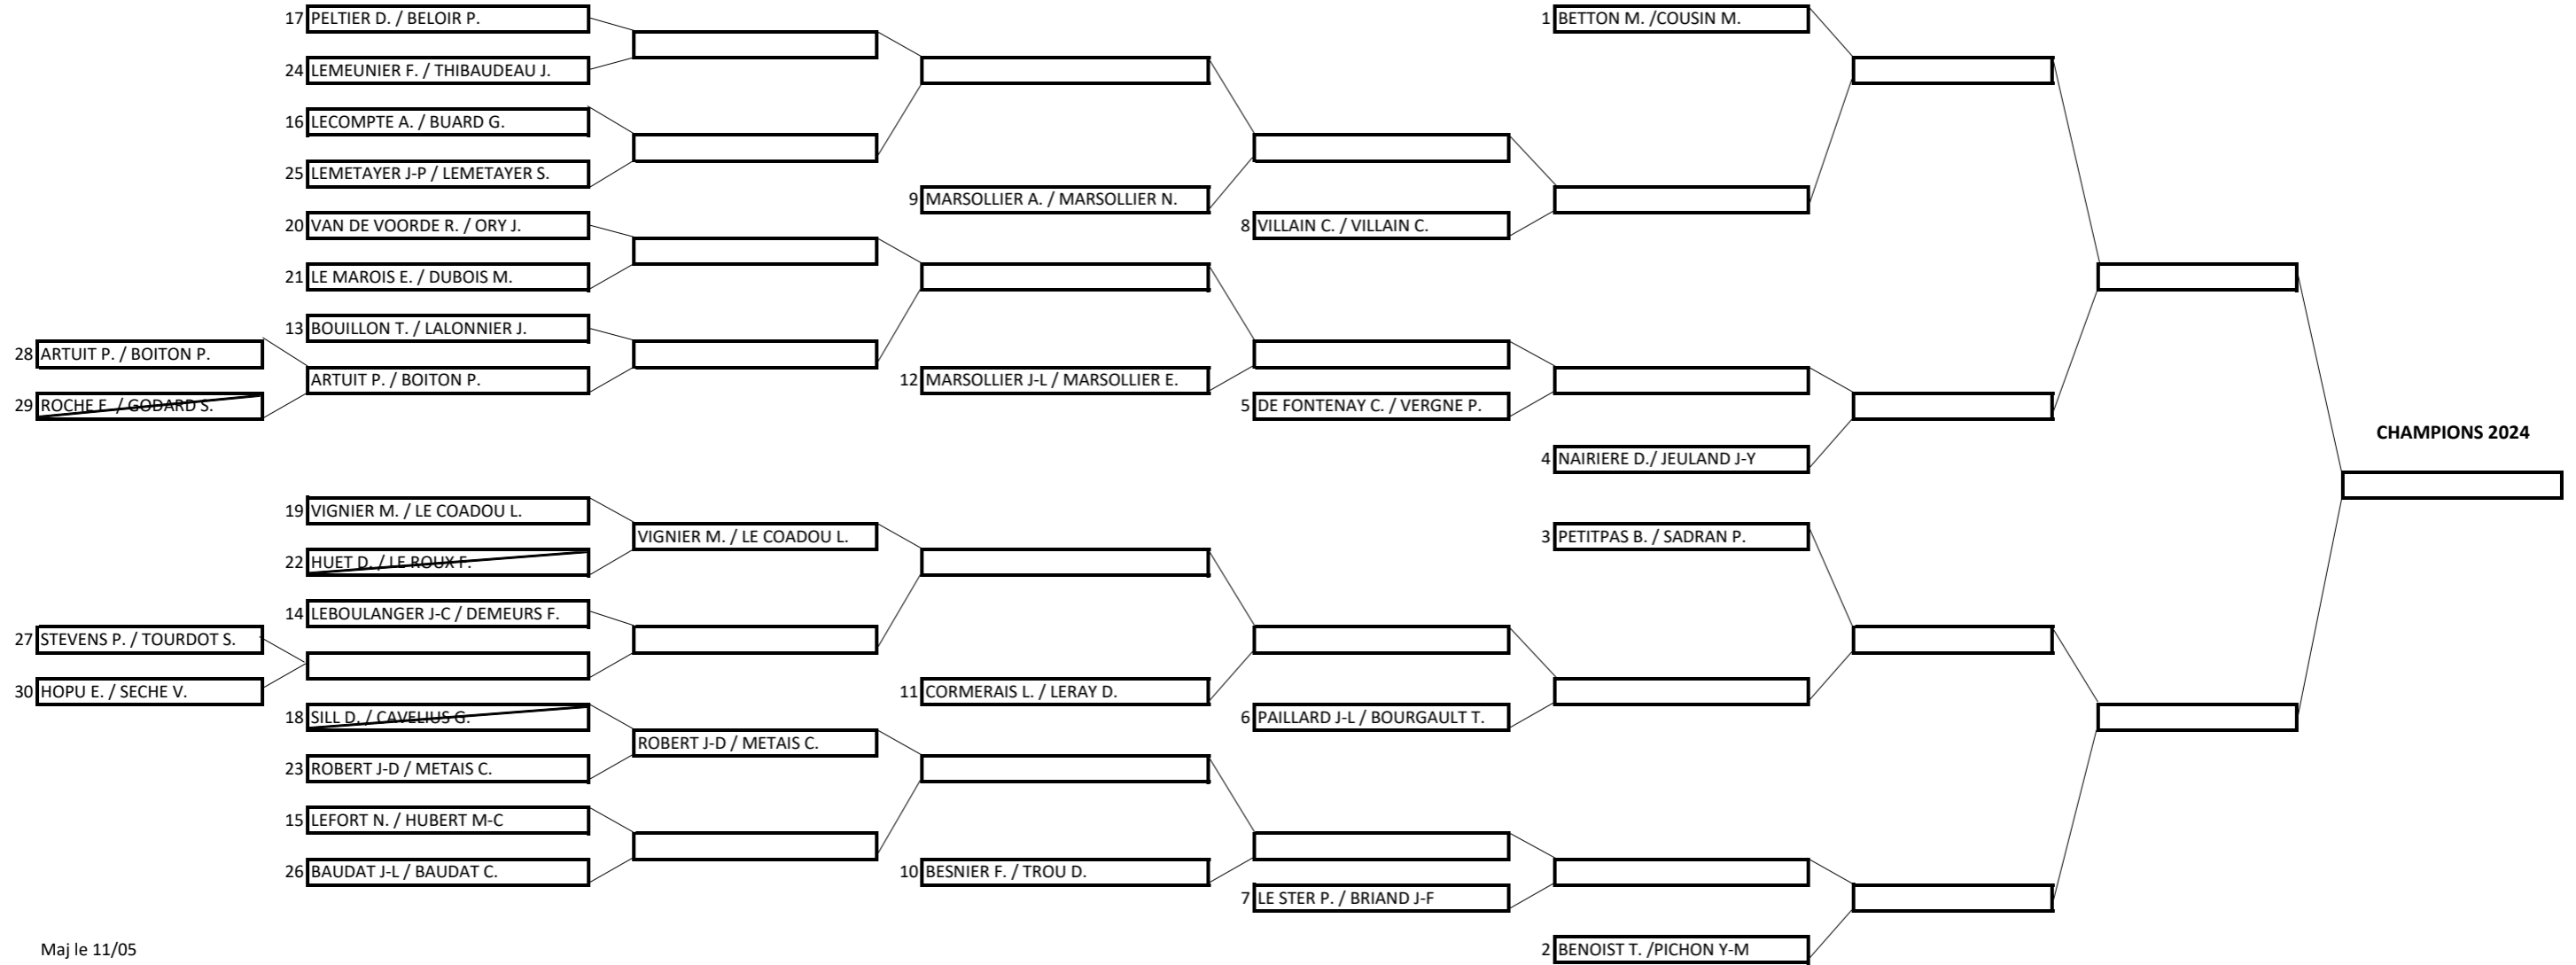 17 PELTIER D. / BELOIR P.
1 BETTON M. /COUSIN M.
24 LEMEUNIER F. / THIBAUDEAU J.
16 LECOMPTE A. / BUARD G.
25 LEMETAYER J-P / LEMETAYER S.
9 MARSOLLIER A. / MARSOLLIER N.
20 VAN DE VOORDE R. / ORY J.
8 VILLAIN C. / VILLAIN C.
21 LE MAROIS E. / DUBOIS M.
13 BOUILLON T. / LALONNIER J.
28 ARTUIT P. / BOITON P.
ARTUIT P. / BOITON P.
12 MARSOLLIER J-L / MARSOLLIER E.
29 ROCHE F. / GODARD S.
5 DE FONTENAY C. / VERGNE P.
CHAMPIONS 2024
4 NAIRIERE D./ JEULAND J-Y
19 VIGNIER M. / LE COADOU L.
VIGNIER M. / LE COADOU L.
3 PETITPAS B. / SADRAN P.
22 HUET D. / LE ROUX F.
14 LEBOULANGER J-C / DEMEURS F.
27 STEVENS P. / TOURDOT S.
30 HOPU E. / SECHE V.
11 CORMERAIS L. / LERAY D.
18 SILL D. / CAVELIUS G.
6 PAILLARD J-L / BOURGAULT T.
ROBERT J-D / METAIS C.
23 ROBERT J-D / METAIS C.
15 LEFORT N. / HUBERT M-C
26 BAUDAT J-L / BAUDAT C.
10 BESNIER F. / TROU D.
7 LE STER P. / BRIAND J-F
Maj le 11/05
2 BENOIST T. /PICHON Y-M